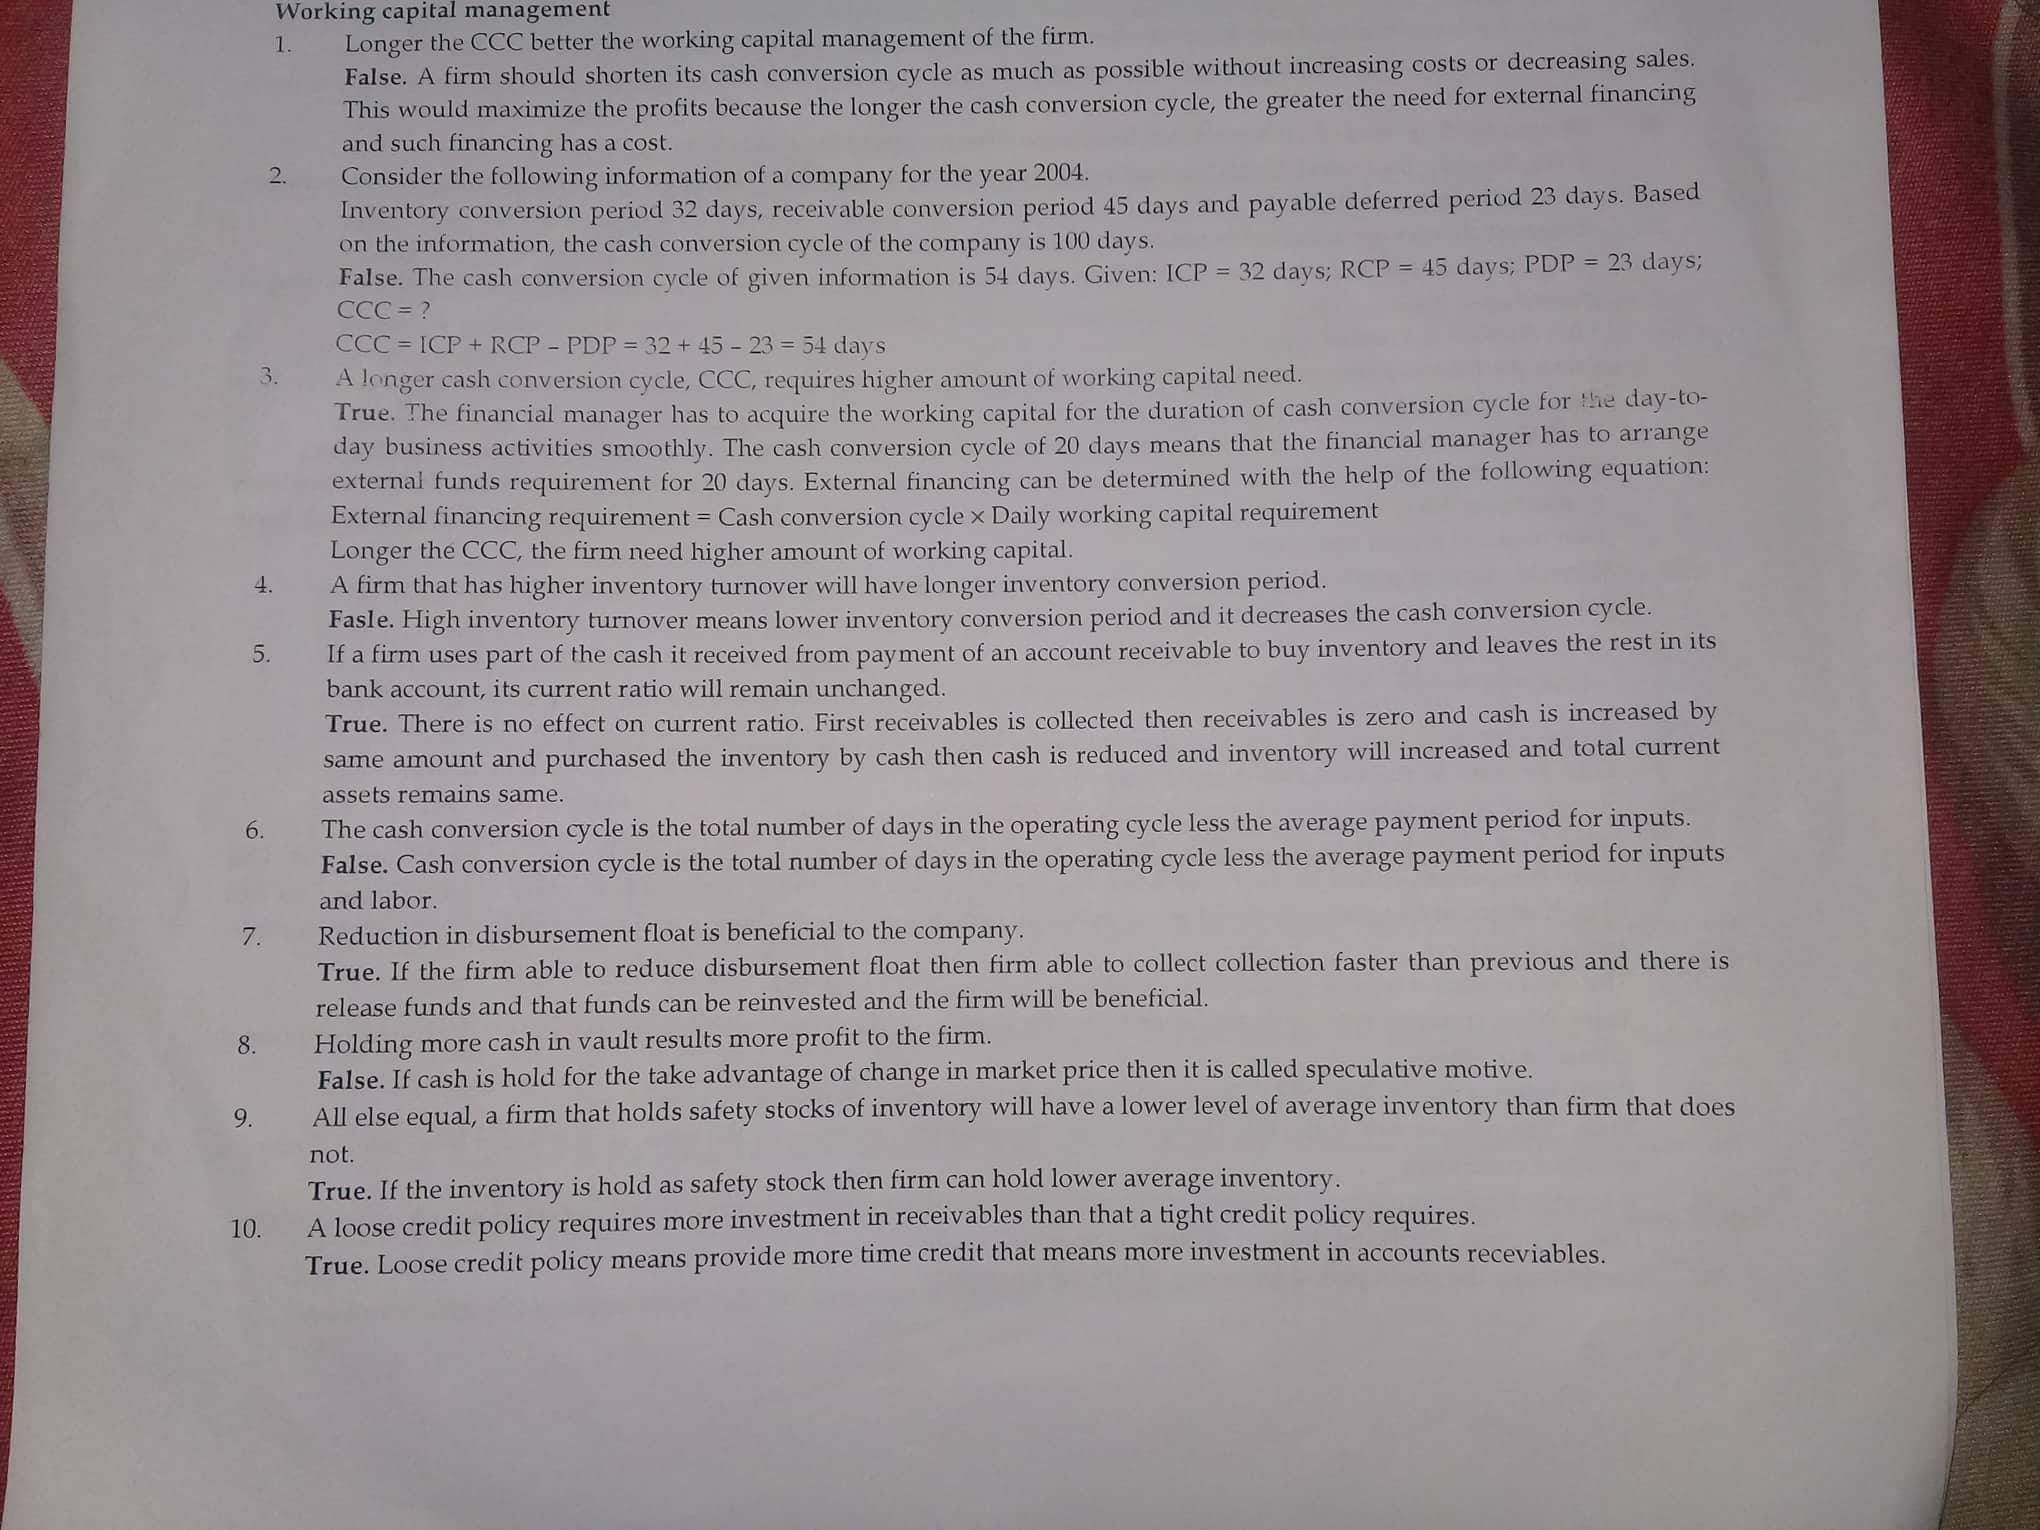 Working capital management
1. Longer the CCC better the working capital management of the firm.
False. A firm should shorten its cash conversion cycle as much as possible without increasing costs or decreasing sales.
This would maximize the profits because the longer the cash conversion cycle, the greater the need for external financing
and such financing has a cost.
2. Consider the following information of a company for the year 2004.
Inventory conversion period 32 days, receivable conversion period 45 days and payable deferred period 23 days. Based
on the information, the cash conversion cycle of the company is 100 days.
False. The cash conversion cycle of given information is 54 days. Given: ICP = 32 days; RCP = 45 days; PDP = 23 days;
CCC = ?
CCC = ICP + RCP – PDP = 32 + 45 – 23 = 54 days
3. A longer cash conversion cycle, CCC, requires higher amount of working capital need.
True. The financial manager has to acquire the working capital for the duration of cash conversion cycle for the day-to-
day business activities smoothly. The cash conversion cycle of 20 days means that the financial manager has to arrange
external funds requirement for 20 days. External financing can be determined with the help of the following equation:
External financing requirement = Cash conversion cycle × Daily working capital requirement
Longer the CCC, the firm need higher amount of working capital.
4. A firm that has higher inventory turnover will have longer inventory conversion period.
Fasle. High inventory turnover means lower inventory conversion period and it decreases the cash conversion cycle.
5. If a firm uses part of the cash it received from payment of an account receivable to buy inventory and leaves the rest in its
bank account, its current ratio will remain unchanged.
True. There is no effect on current ratio. First receivables is collected then receivables is zero and cash is increased by
same amount and purchased the inventory by cash then cash is reduced and inventory will increased and total current
assets remains same.
6. The cash conversion cycle is the total number of days in the operating cycle less the average payment period for inputs.
False. Cash conversion cycle is the total number of days in the operating cycle less the average payment period for inputs
and labor.
7. Reduction in disbursement float is beneficial to the company.
True. If the firm able to reduce disbursement float then firm able to collect collection faster than previous and there is
release funds and that funds can be reinvested and the firm will be beneficial.
8. Holding more cash in vault results more profit to the firm.
False. If cash is hold for the take advantage of change in market price then it is called speculative motive.
9. All else equal, a firm that holds safety stocks of inventory will have a lower level of average inventory than firm that does
not.
True. If the inventory is hold as safety stock then firm can hold lower average inventory.
10. A loose credit policy requires more investment in receivables than that a tight credit policy requires.
True. Loose credit policy means provide more time credit that means more investment in accounts receviables.